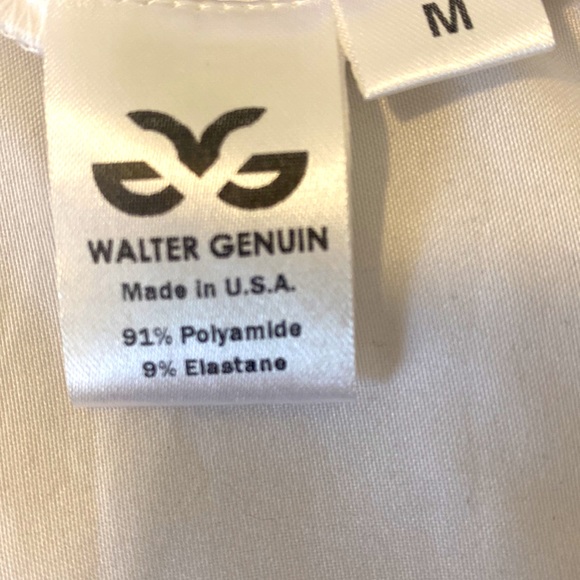 M
WALTER GENUIN
Made in U.S.A.
91% Polyamide
9% Elastane